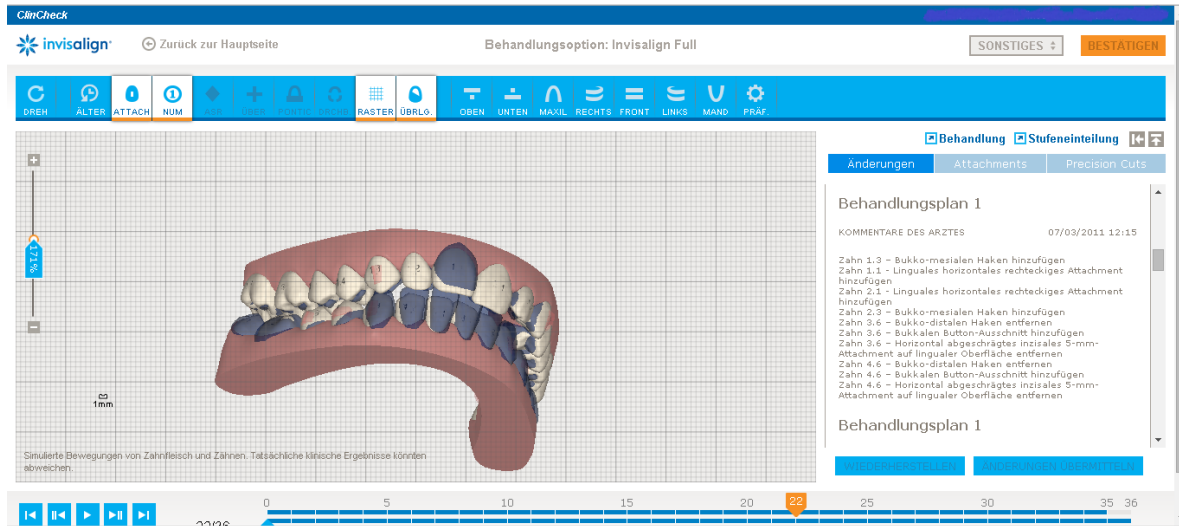 ClinCheck
invisalign
Zurück zur Hauptseite
Behandlungsoption: Invisalign Full
SONSTIGES
BESTÄTIGEN
DREH
ÄLTER
ATTACH
NUM
ASR
ÜBER.
PONTIC
RASTER
ÜBRLG.
OBEN
UNTEN
MAXIL
RECHTS
FRONT
LINKS
MAND
PRÄF.
Behandlung
Stufeneinteilung
Änderungen
Attachments
Precision Cuts
171%
1mm
Simulierte Bewegungen von Zahnfleisch und Zähnen. Tatsächliche klinische Ergebnisse könnten
abweichen.
Behandlungsplan 1
KOMMENTARE DES ARZTES 07/03/2011 12:15
Zahn 1.3 – Bukko-mesialen Haken hinzufügen
Zahn 1.1 - Linguales horizontales rechteckiges Attachment
hinzufügen
Zahn 2.1 - Linguales horizontales rechteckiges Attachment
hinzufügen
Zahn 2.3 – Bukko-mesialen Haken hinzufügen
Zahn 3.6 – Bukko-distalen Haken entfernen
Zahn 3.6 – Bukkalen Button-Ausschnitt hinzufügen
Zahn 3.6 – Horizontal abgeschrägtes inzisales 5-mm-
Attachment auf lingualer Oberfläche entfernen
Zahn 4.6 – Bukko-distalen Haken entfernen
Zahn 4.6 – Bukkalen Button-Ausschnitt hinzufügen
Zahn 4.6 – Horizontal abgeschrägtes inzisales 5-mm-
Attachment auf lingualer Oberfläche entfernen
Behandlungsplan 1
WIEDERHERSTELLEN
ÄNDERUNGEN ÜBERMITTELN
0 5 10 15 20 22 25 30 35 36
22/36